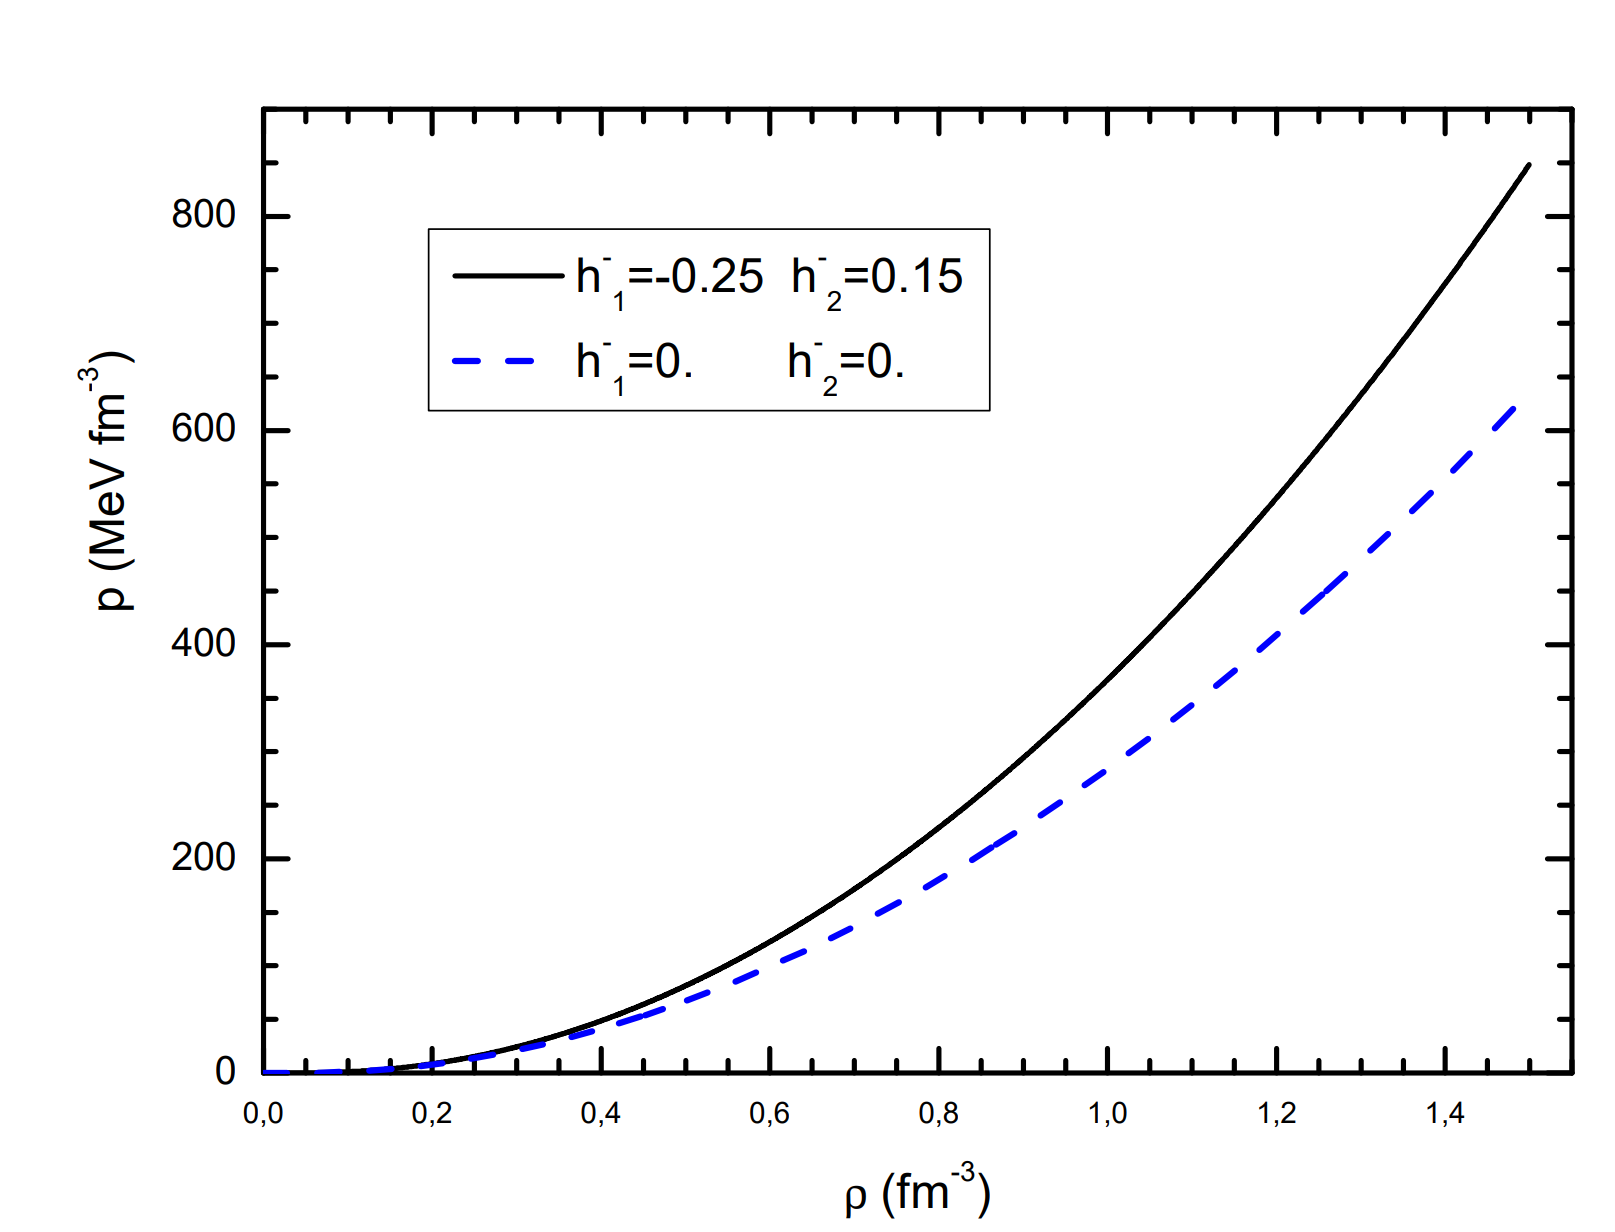 800
600
400
200
0
p (MeV fm⁻³)
h⁻₁=-0.25 h⁻₂=0.15
h⁻₁=0. h⁻₂=0.
0,0 0,2 0,4 0,6 0,8 1,0 1,2 1,4
ρ (fm⁻³)